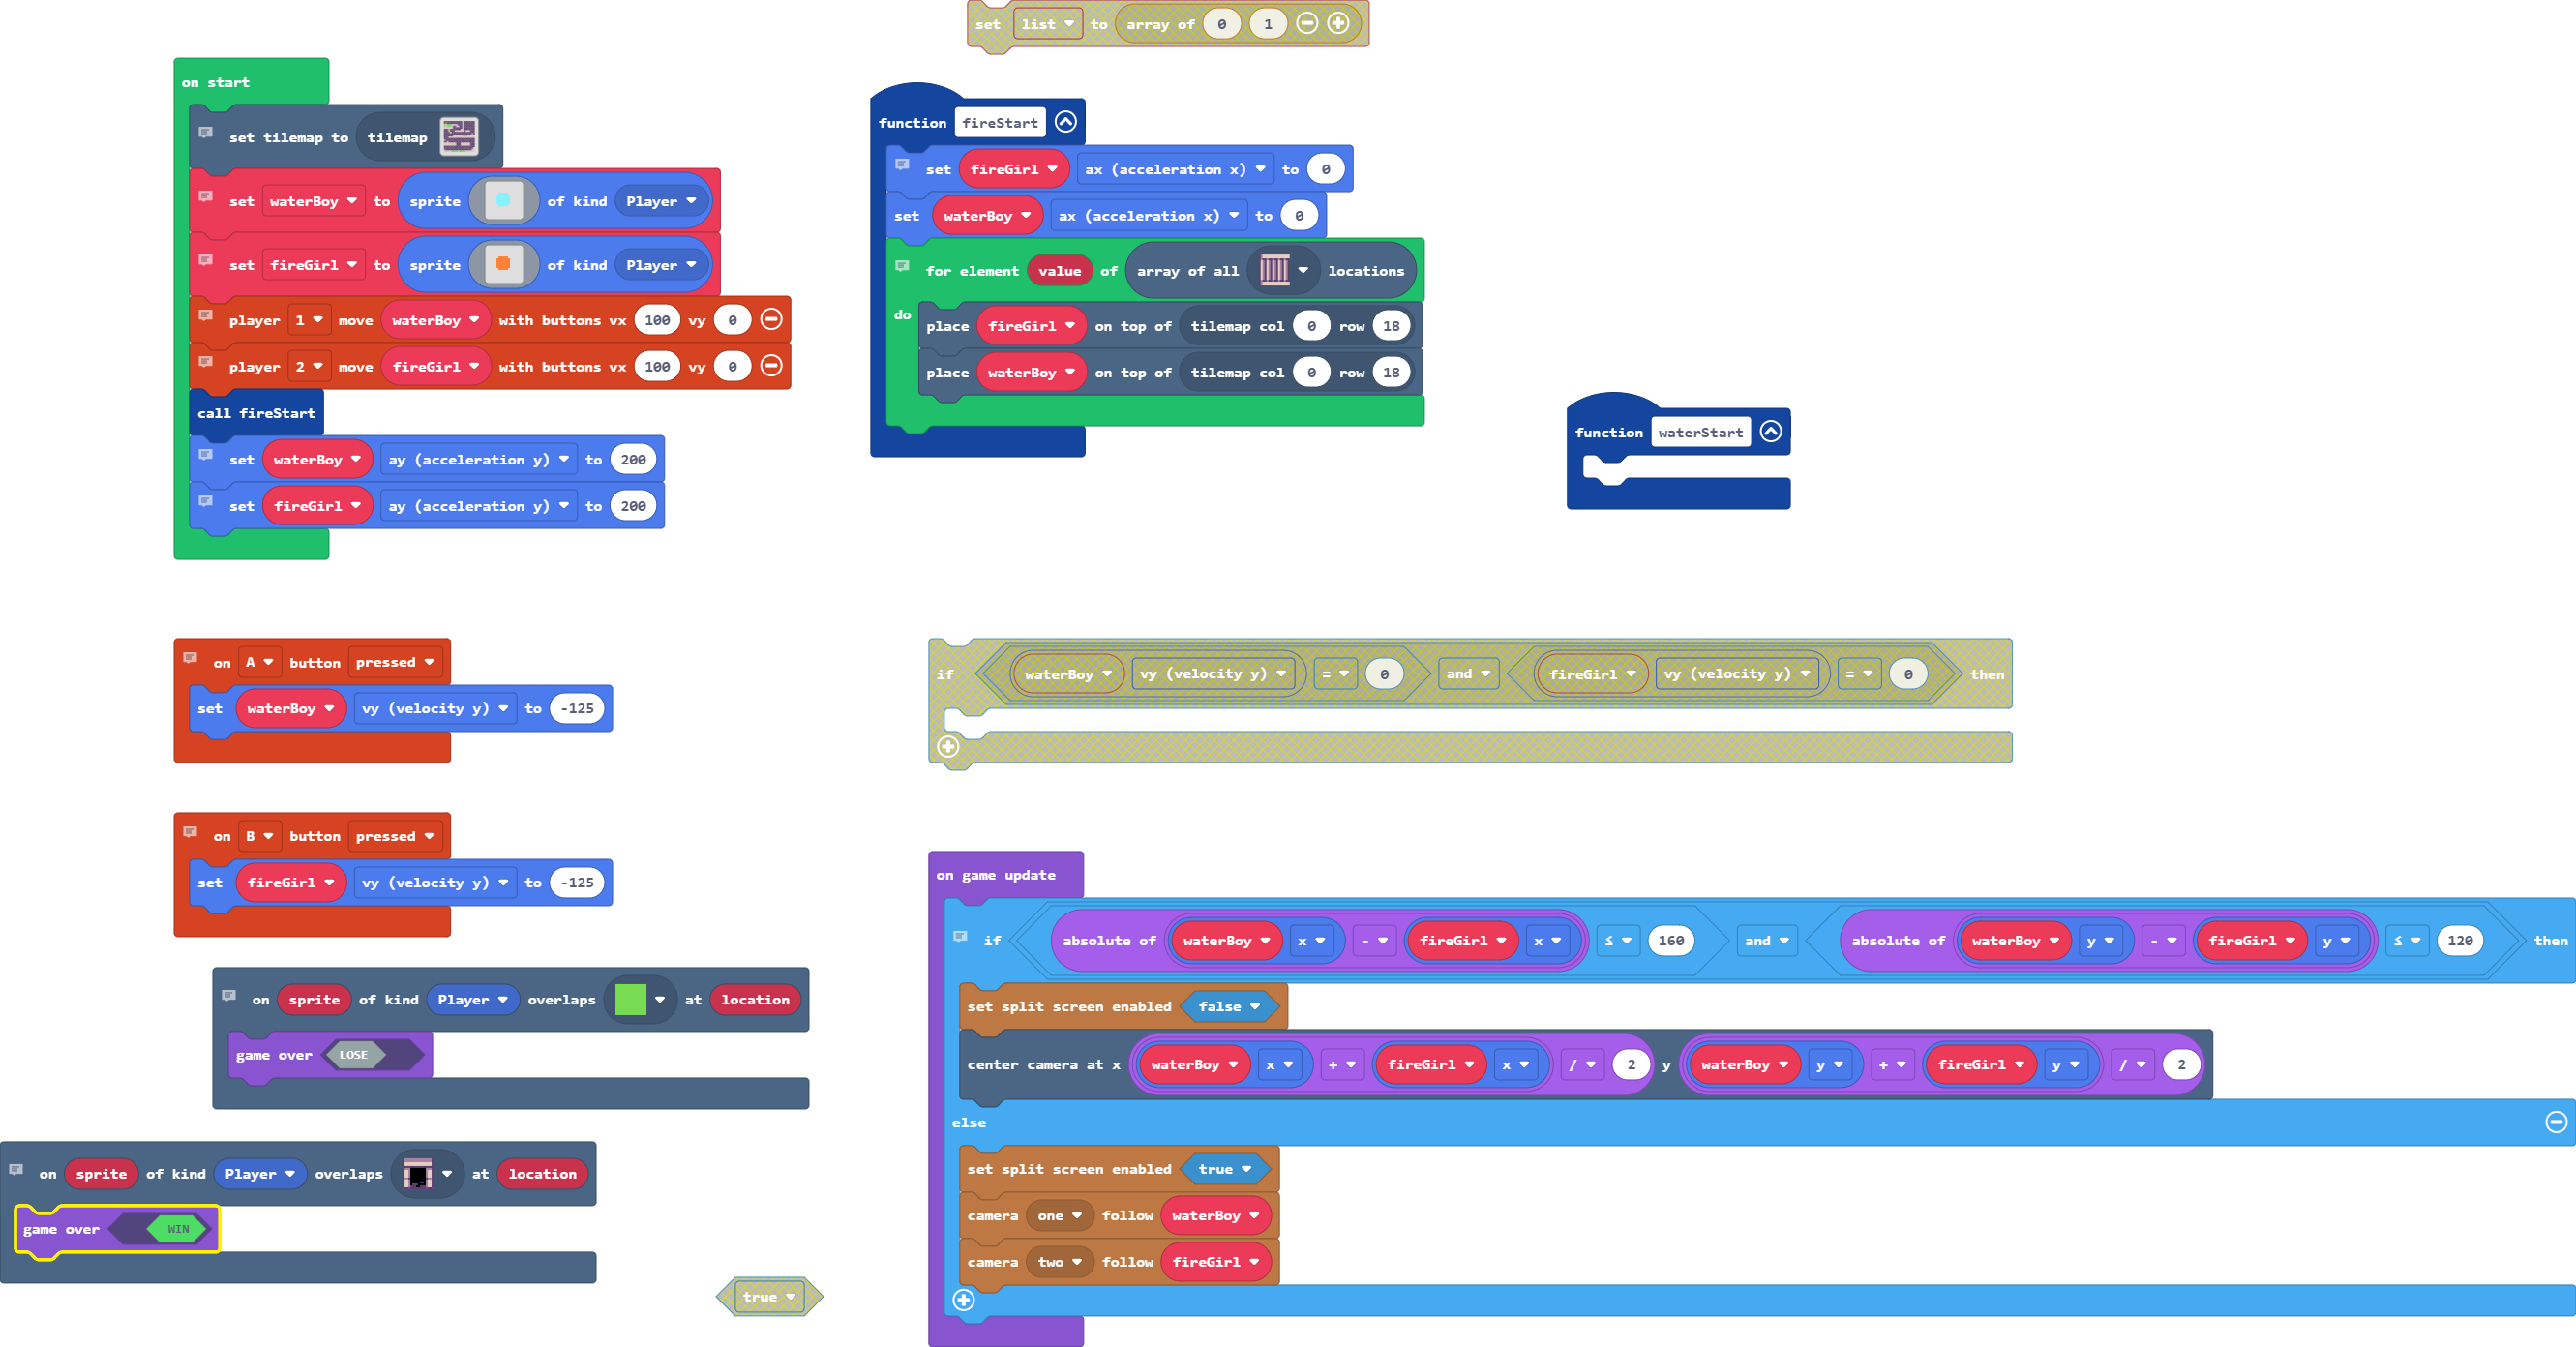 set list to array of 0 1
on start
set tilemap to tilemap
set waterBoy to sprite of kind Player
set fireGirl to sprite of kind Player
player 1 move waterBoy with buttons vx 100 vy 0
player 2 move fireGirl with buttons vx 100 vy 0
call fireStart
set waterBoy ay (acceleration y) to 200
set fireGirl ay (acceleration y) to 200
function fireStart
set fireGirl ax (acceleration x) to 0
set waterBoy ax (acceleration x) to 0
for element value of array of all locations
do
place fireGirl on top of tilemap col 0 row 18
place waterBoy on top of tilemap col 0 row 18
function waterStart
on A button pressed
set waterBoy vy (velocity y) to -125
if waterBoy vy (velocity y) = 0 and fireGirl vy (velocity y) = 0 then
on B button pressed
set fireGirl vy (velocity y) to -125
on sprite of kind Player overlaps at location
game over LOSE
on sprite of kind Player overlaps at location
game over WIN
true
on game update
if absolute of waterBoy x - fireGirl x ≤ 160 and absolute of waterBoy y - fireGirl y ≤ 120 then
set split screen enabled false
center camera at x waterBoy x + fireGirl x / 2 y waterBoy y + fireGirl y / 2
else
set split screen enabled true
camera one follow waterBoy
camera two follow fireGirl